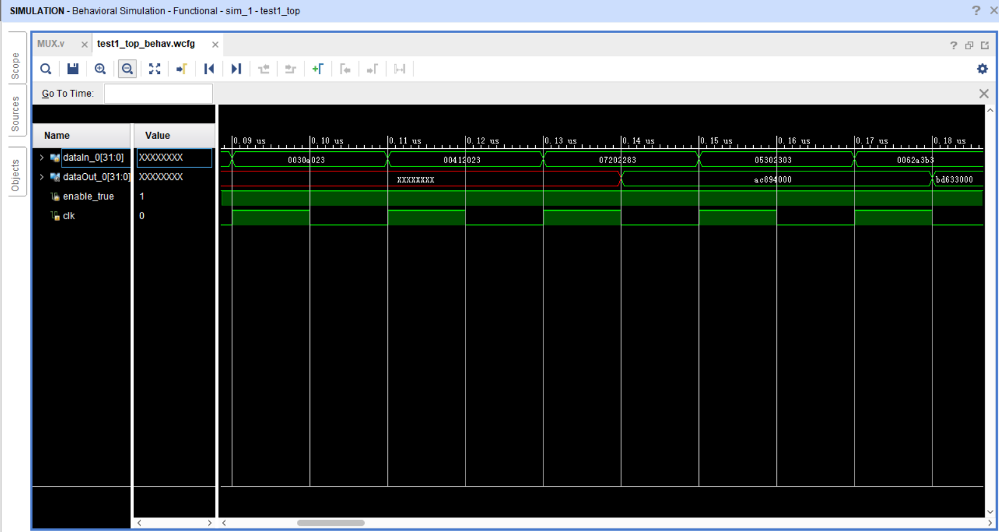 SIMULATION - Behavioral Simulation - Functional - sim_1 - test1_top
MUX.v
test1_top_behav.wcfg
Scope
Sources
Objects
Go To Time:
Name
Value
0.09 us
0.10 us
0.11 us
0.12 us
0.13 us
0.14 us
0.15 us
0.16 us
0.17 us
0.18 us
dataIn_0[31:0]
XXXXXXXX
0030a023
00412023
07202283
05302303
0062a3b3
dataOut_0[31:0]
XXXXXXXX
XXXXXXXX
ac894000
bd633000
enable_true
1
clk
0